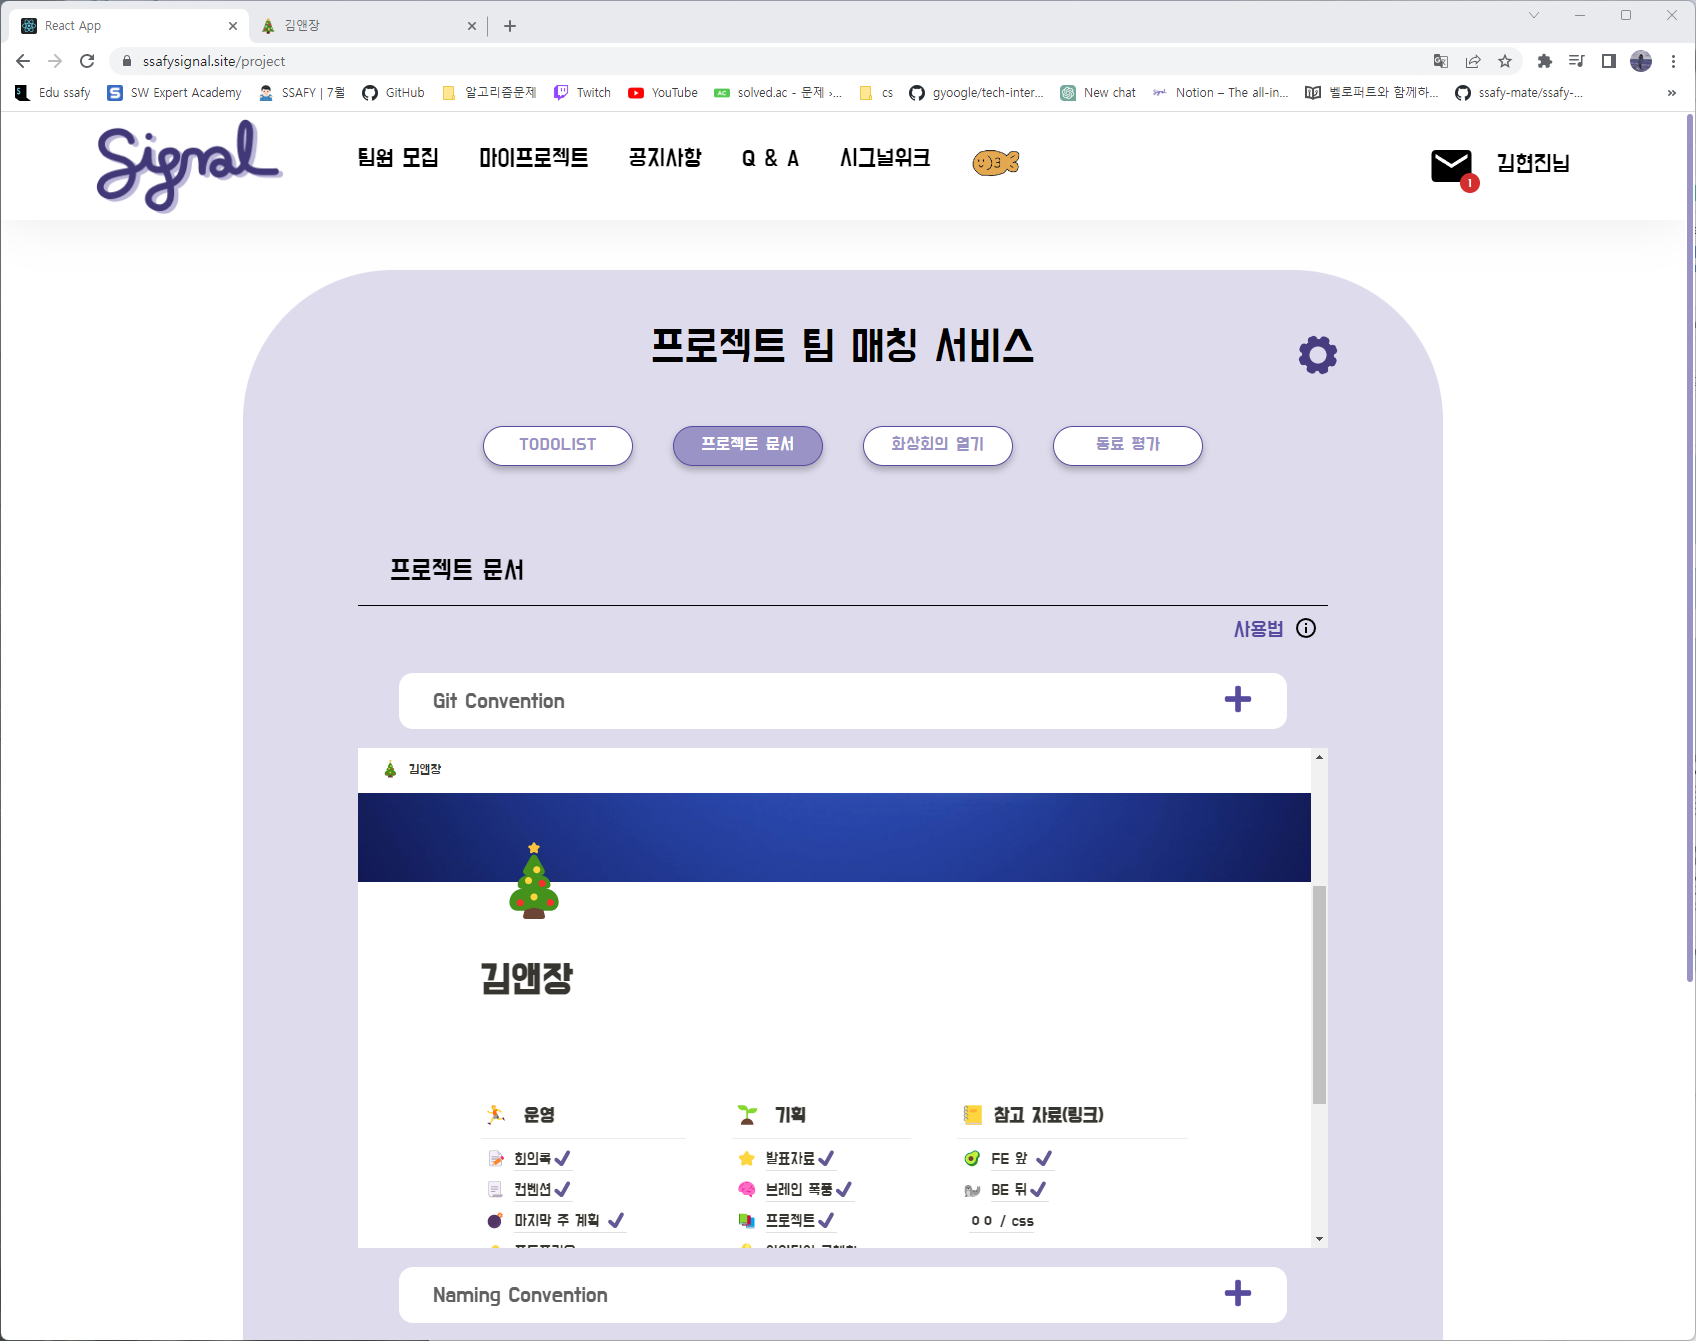 React App
김앤장
ssafysignal.site/project
Edu ssafy
SW Expert Academy
SSAFY | 7월
GitHub
알고리즘문제
Twitch
YouTube
solved.ac - 문제 ›...
cs
gyoogle/tech-inter...
New chat
Notion – The all-in...
벨로퍼트와 함께하...
ssafy-mate/ssafy-...
»
Signal
팀원 모집
마이프로젝트
공지사항
Q & A
시그널위크
1
김현진님
프로젝트 팀 매칭 서비스
TODOLIST
프로젝트 문서
화상회의 열기
동료 평가
프로젝트 문서
사용법
Git Convention
김앤장
김앤장
운영
기획
참고 자료(링크)
회의록
발표자료
FE 앞
컨벤션
브레인 폭풍
BE 뒤
마지막 주 계획
프로젝트
ㅇㅇ / css
Naming Convention